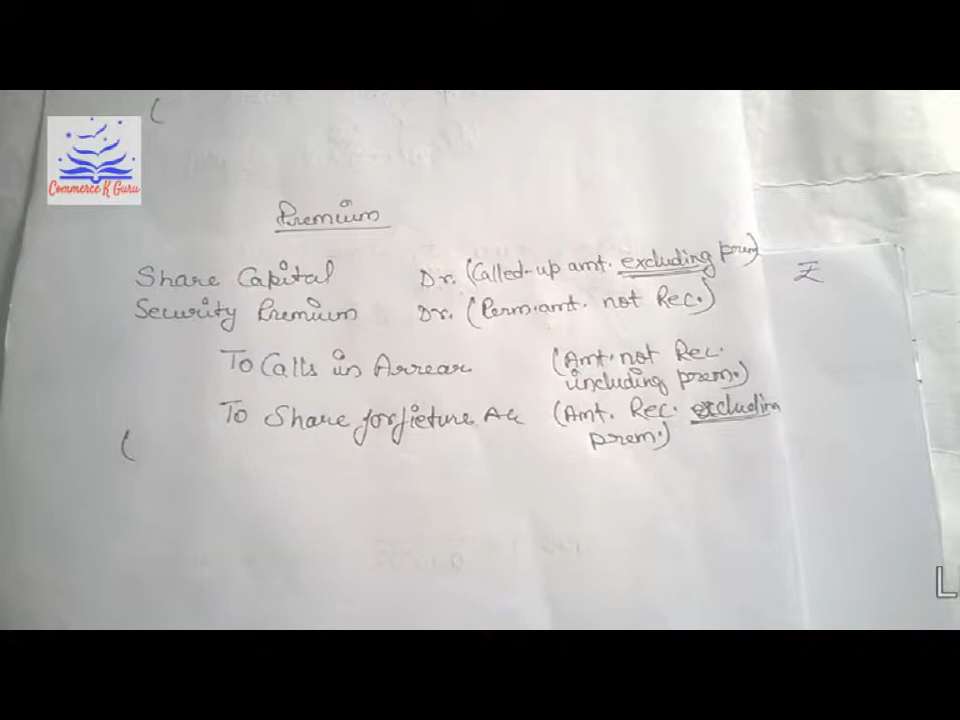 (
Commerce K Guru
Premium
Share Capital Dr. (Called-up amt. excluding prem)
Security Premium Dr. (Perm. amt. not Rec.)
To Calls in Arrear (Amt. not Rec.
including prem.)
To Share forfieture A/c (Amt. Rec. excluding
prem.)
(
L